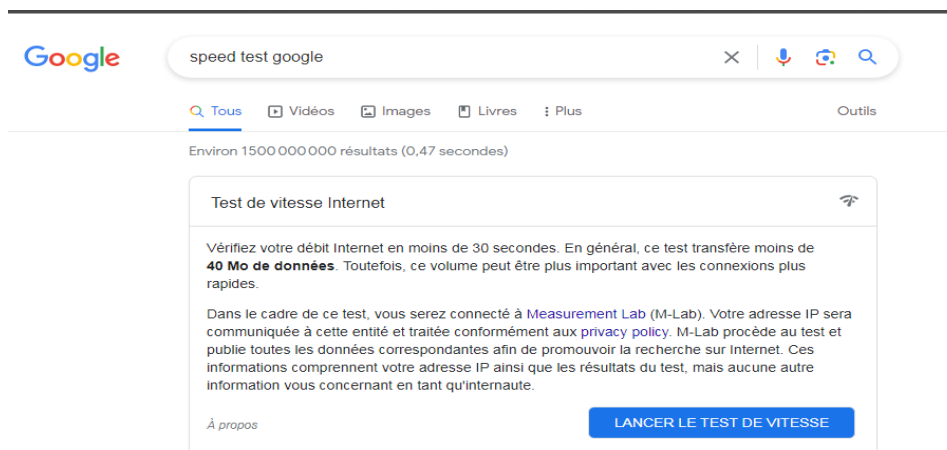 Google
speed test google
Tous Vidéos Images Livres Plus Outils
Environ 1 500 000 000 résultats (0,47 secondes)
Test de vitesse Internet
Vérifiez votre débit Internet en moins de 30 secondes. En général, ce test transfère moins de
40 Mo de données. Toutefois, ce volume peut être plus important avec les connexions plus
rapides.
Dans le cadre de ce test, vous serez connecté à Measurement Lab (M-Lab). Votre adresse IP sera
communiquée à cette entité et traitée conformément aux privacy policy. M-Lab procède au test et
publie toutes les données correspondantes afin de promouvoir la recherche sur Internet. Ces
informations comprennent votre adresse IP ainsi que les résultats du test, mais aucune autre
information vous concernant en tant qu'internaute.
À propos
LANCER LE TEST DE VITESSE